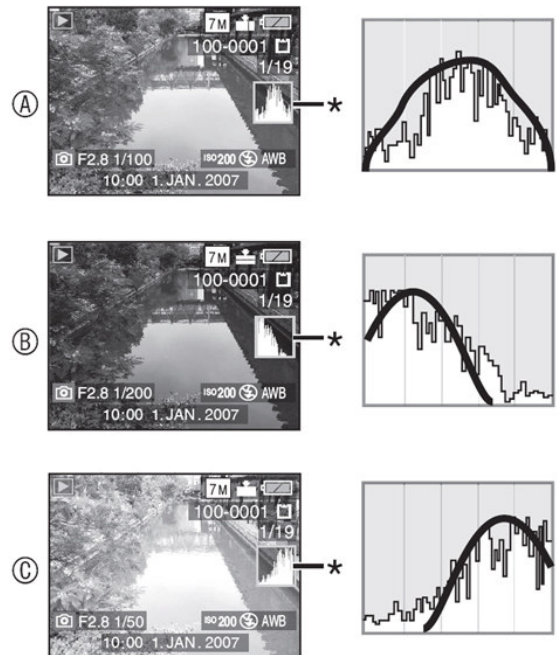 7M
100-0001
1/19
Ⓐ
*
F2.8 1/100 ISO200 AWB
10:00 1. JAN. 2007
7M
100-0001
1/19
Ⓑ
*
F2.8 1/200 ISO200 AWB
10:00 1. JAN. 2007
7M
100-0001
1/19
Ⓒ
*
F2.8 1/50 ISO200 AWB
10:00 1. JAN. 2007